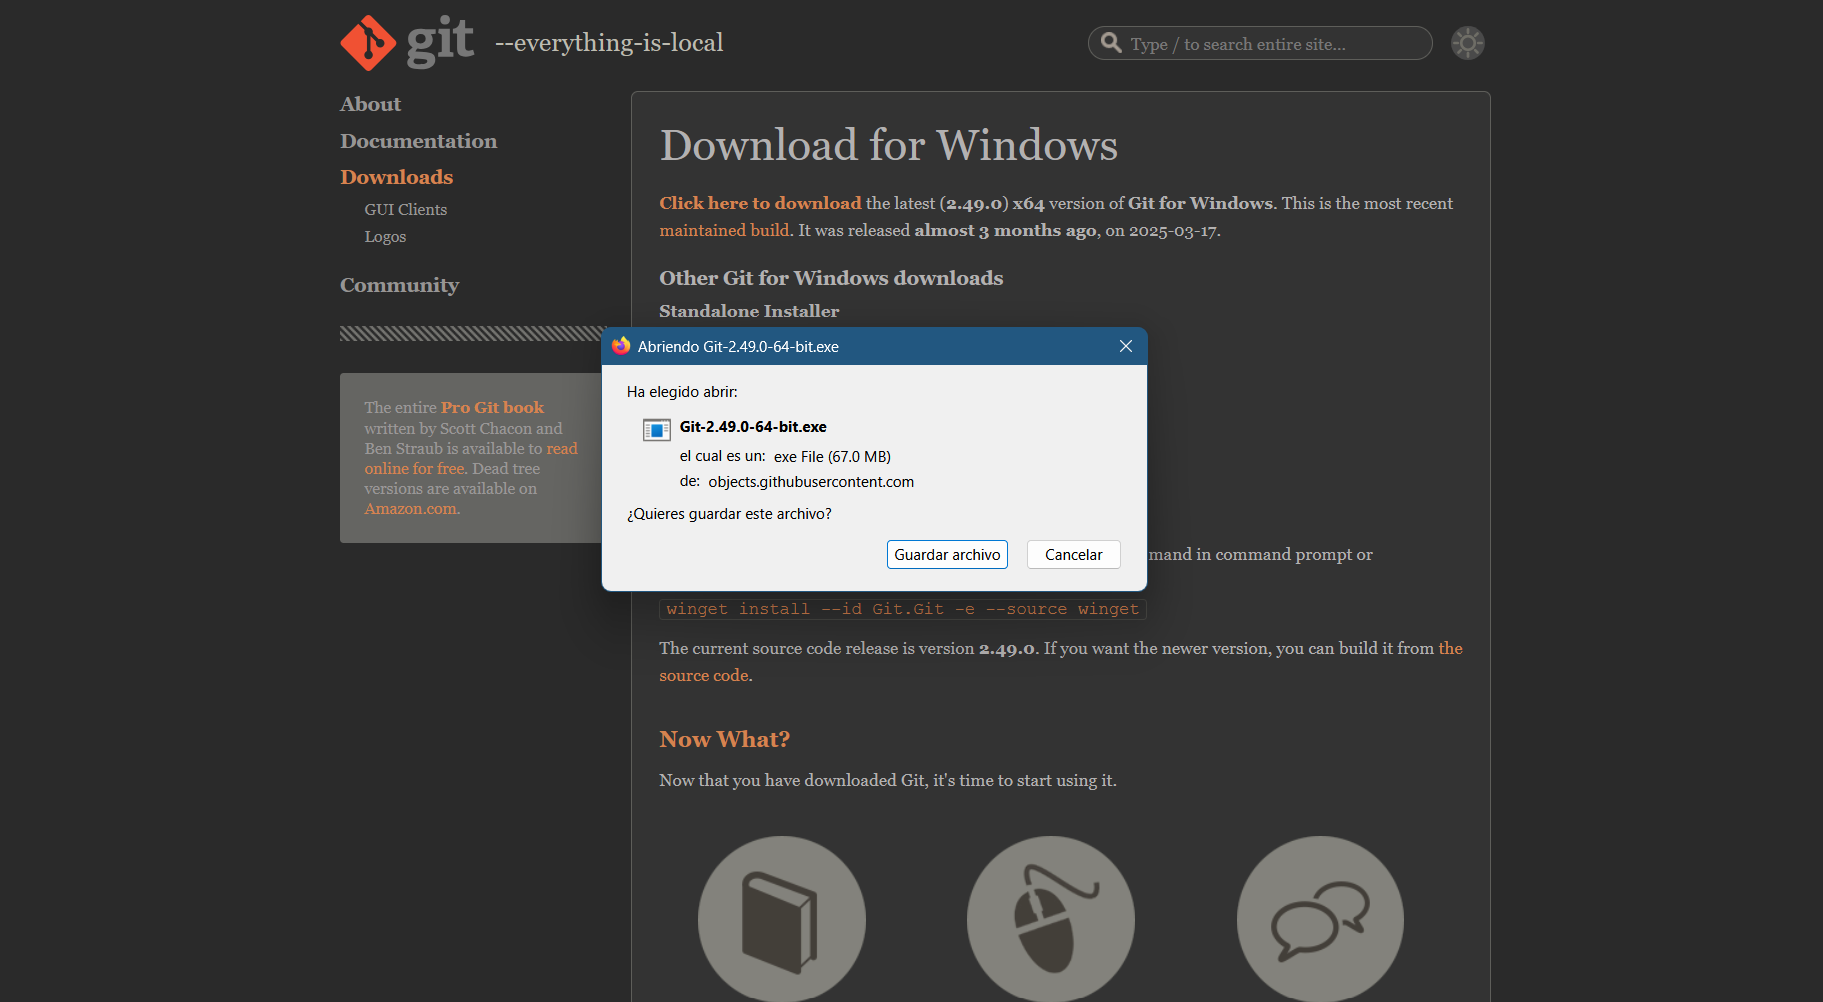 git --everything-is-local
Type / to search entire site...
About
Documentation
Downloads
GUI Clients
Logos
Community
The entire Pro Git book
written by Scott Chacon and
Ben Straub is available to read
online for free. Dead tree
versions are available on
Amazon.com.
Download for Windows
Click here to download the latest (2.49.0) x64 version of Git for Windows. This is the most recent
maintained build. It was released almost 3 months ago, on 2025-03-17.
Other Git for Windows downloads
Standalone Installer
Abriendo Git-2.49.0-64-bit.exe
Ha elegido abrir:
Git-2.49.0-64-bit.exe
el cual es un: exe File (67.0 MB)
de: objects.githubusercontent.com
¿Quieres guardar este archivo?
Guardar archivo Cancelar
mand in command prompt or
winget install --id Git.Git -e --source winget
The current source code release is version 2.49.0. If you want the newer version, you can build it from the
source code.
Now What?
Now that you have downloaded Git, it's time to start using it.